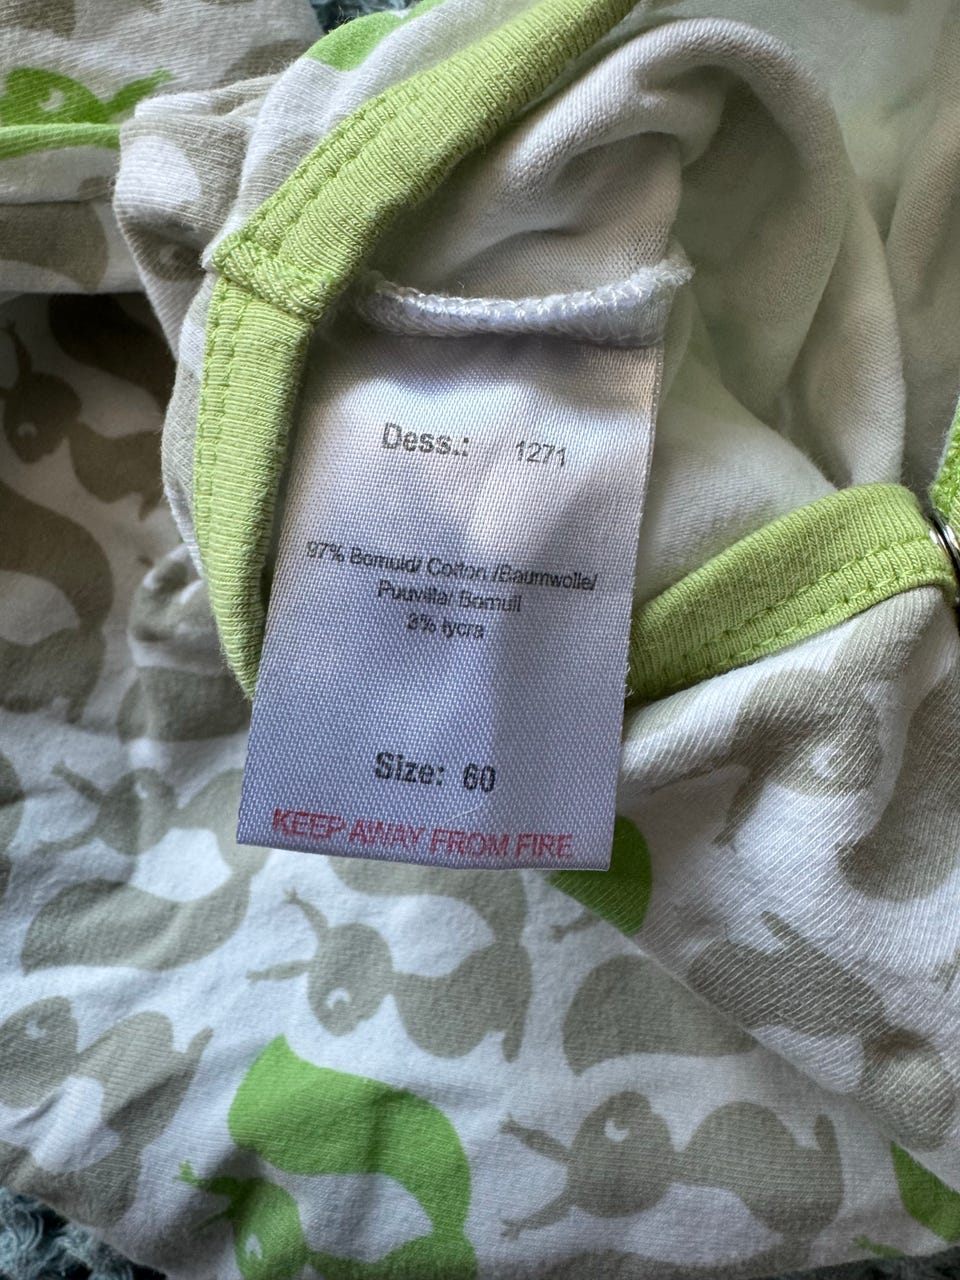 Dess.: 1271
97% Bomuld/ Cotton /Baumwolle/
Puuvilla/ Bomull
3% lycra
Size: 60
KEEP AWAY FROM FIRE